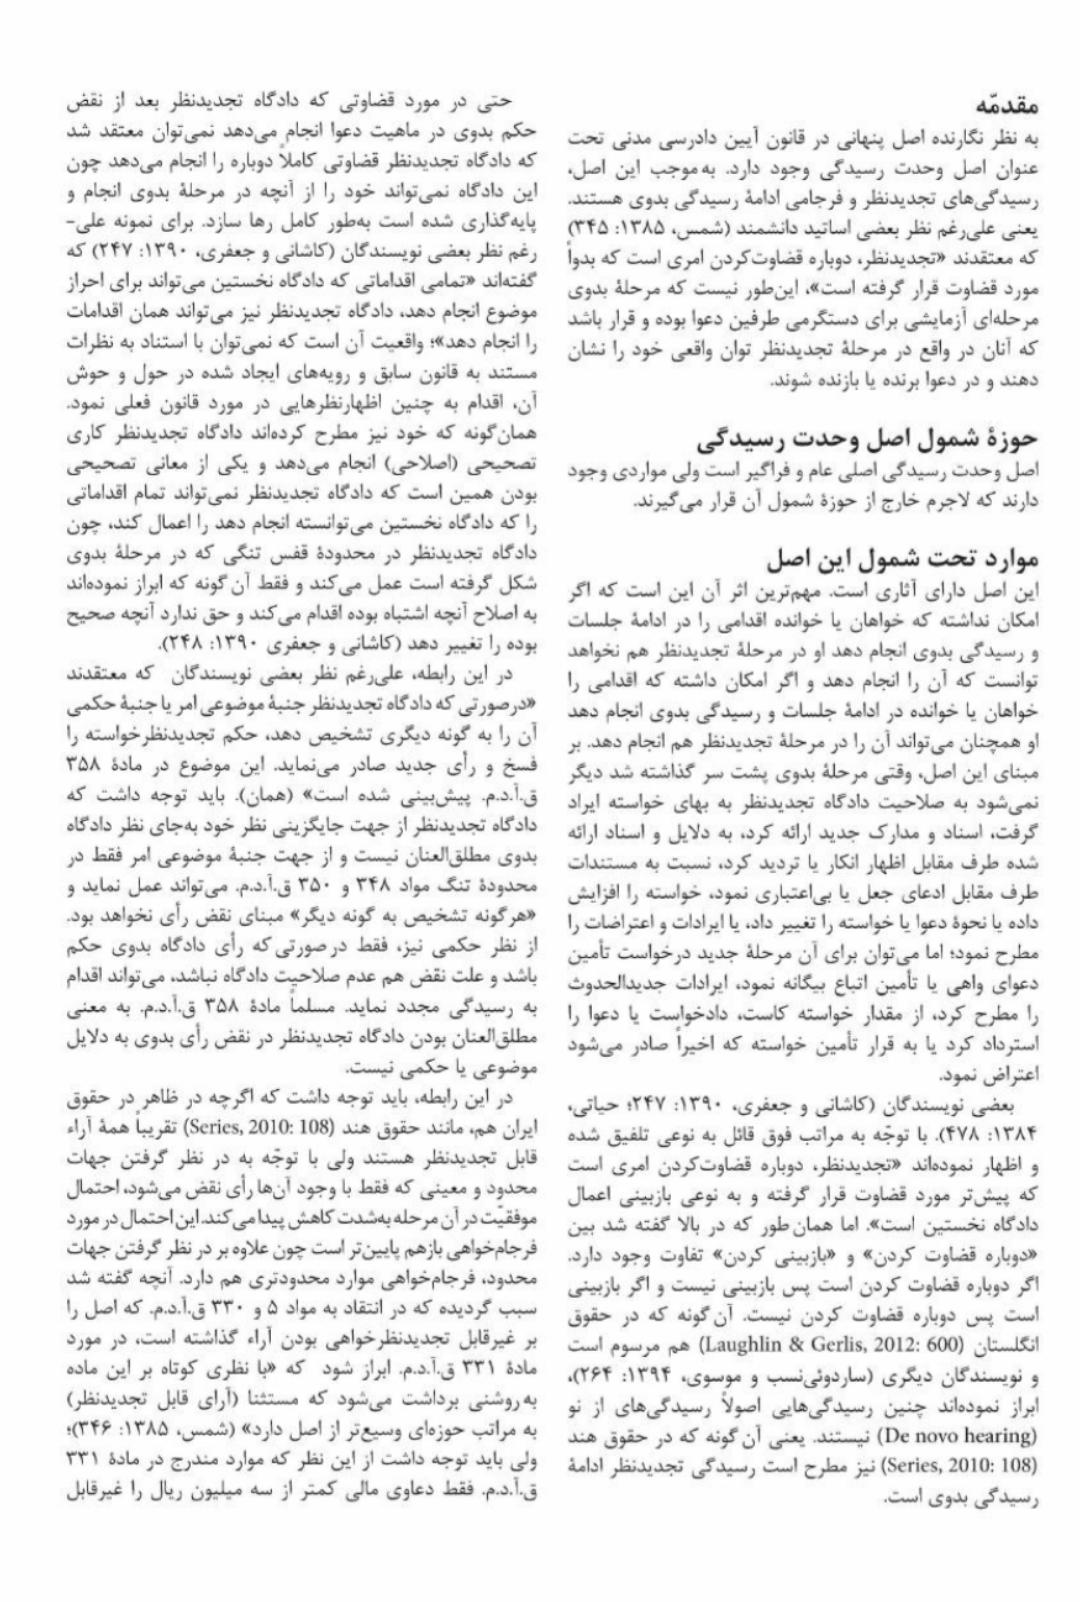 مقدمّه
به نظر نگارنده اصل پنهانی در قانون آیین دادرسی مدنی تحت
عنوان اصل وحدت رسیدگی وجود دارد. به‌موجب این اصل،
رسیدگی‌های تجدیدنظر و فرجامی ادامهٔ رسیدگی بدوی هستند.
یعنی علی‌رغم نظر بعضی اساتید دانشمند (شمس، ۱۳۸۵: ۳۴۵)
که معتقدند «تجدیدنظر، دوباره قضاوت‌کردن امری است که بدواً
مورد قضاوت قرار گرفته است»، این‌طور نیست که مرحلهٔ بدوی
مرحله‌ای آزمایشی برای دستگرمی طرفین دعوا بوده و قرار باشد
که آنان در واقع در مرحلهٔ تجدیدنظر توان واقعی خود را نشان
دهند و در دعوا برنده یا بازنده شوند.
حوزهٔ شمول اصل وحدت رسیدگی
اصل وحدت رسیدگی اصلی عام و فراگیر است ولی مواردی وجود
دارند که لاجرم خارج از حوزهٔ شمول آن قرار می‌گیرند.
موارد تحت شمول این اصل
این اصل دارای آثاری است. مهم‌ترین اثر آن این است که اگر
امکان نداشته که خواهان یا خوانده اقدامی را در ادامهٔ جلسات
و رسیدگی بدوی انجام دهد او در مرحلهٔ تجدیدنظر هم نخواهد
توانست که آن را انجام دهد و اگر امکان داشته که اقدامی را
خواهان یا خوانده در ادامهٔ جلسات و رسیدگی بدوی انجام دهد
او همچنان می‌تواند آن را در مرحلهٔ تجدیدنظر هم انجام دهد. بر
مبنای این اصل، وقتی مرحلهٔ بدوی پشت سر گذاشته شد دیگر
نمی‌شود به صلاحیت دادگاه تجدیدنظر به بهای خواسته ایراد
گرفت، اسناد و مدارک جدید ارائه کرد، به دلایل و اسناد ارائه
شده طرف مقابل اظهار انکار یا تردید کرد، نسبت به مستندات
طرف مقابل ادعای جعل یا بی‌اعتباری نمود، خواسته را افزایش
داده یا نحوهٔ دعوا یا خواسته را تغییر داد، یا ایرادات و اعتراضات را
مطرح نمود؛ اما می‌توان برای آن مرحلهٔ جدید درخواست تأمین
دعوای واهی یا تأمین اتباع بیگانه نمود، ایرادات جدیدالحدوث
را مطرح کرد، از مقدار خواسته کاست، دادخواست یا دعوا را
استرداد کرد یا به قرار تأمین خواسته که اخیراً صادر می‌شود
اعتراض نمود.
بعضی نویسندگان (کاشانی و جعفری، ۱۳۹۰: ۲۴۷؛ حیاتی،
۱۳۸۴: ۴۷۸). با توجّه به مراتب فوق قائل به نوعی تلفیق شده
و اظهار نموده‌اند «تجدیدنظر، دوباره قضاوت‌کردن امری است
که پیش‌تر مورد قضاوت قرار گرفته و به نوعی بازبینی اعمال
دادگاه نخستین است». اما همان‌طور که در بالا گفته شد بین
«دوباره قضاوت کردن» و «بازبینی کردن» تفاوت وجود دارد.
اگر دوباره قضاوت کردن است پس بازبینی نیست و اگر بازبینی
است پس دوباره قضاوت کردن نیست. آن‌گونه که در حقوق
انگلستان (Laughlin & Gerlis, 2012: 600) هم مرسوم است
و نویسندگان دیگری (ساردوئی‌نسب و موسوی، ۱۳۹۴: ۲۶۴)،
ابراز نموده‌اند چنین رسیدگی‌هایی اصولاً رسیدگی‌های از نو
(De novo hearing) نیستند. یعنی آن‌گونه که در حقوق هند
(Series, 2010: 108) نیز مطرح است رسیدگی تجدیدنظر ادامهٔ
رسیدگی بدوی است.
حتی در مورد قضاوتی که دادگاه تجدیدنظر بعد از نقض
حکم بدوی در ماهیت دعوا انجام می‌دهد نمی‌توان معتقد شد
که دادگاه تجدیدنظر قضاوتی کاملاً دوباره را انجام می‌دهد چون
این دادگاه نمی‌تواند خود را از آنچه در مرحلهٔ بدوی انجام و
پایه‌گذاری شده است به‌طور کامل رها سازد. برای نمونه علی-
رغم نظر بعضی نویسندگان (کاشانی و جعفری، ۱۳۹۰: ۲۴۷) که
گفته‌اند «تمامی اقداماتی که دادگاه نخستین می‌تواند برای احراز
موضوع انجام دهد، دادگاه تجدیدنظر نیز می‌تواند همان اقدامات
را انجام دهد»؛ واقعیت آن است که نمی‌توان با استناد به نظرات
مستند به قانون سابق و رویه‌های ایجاد شده در حول و حوش
آن، اقدام به چنین اظهارنظرهایی در مورد قانون فعلی نمود.
همان‌گونه که خود نیز مطرح کرده‌اند دادگاه تجدیدنظر کاری
تصحیحی (اصلاحی) انجام می‌دهد و یکی از معانی تصحیحی
بودن همین است که دادگاه تجدیدنظر نمی‌تواند تمام اقداماتی
را که دادگاه نخستین می‌توانسته انجام دهد را اعمال کند، چون
دادگاه تجدیدنظر در محدودهٔ قفس تنگی که در مرحلهٔ بدوی
شکل گرفته است عمل می‌کند و فقط آن‌گونه که ابراز نموده‌اند
به اصلاح آنچه اشتباه بوده اقدام می‌کند و حق ندارد آنچه صحیح
بوده را تغییر دهد (کاشانی و جعفری ۱۳۹۰: ۲۴۸).
در این رابطه، علی‌رغم نظر بعضی نویسندگان که معتقدند
«درصورتی که دادگاه تجدیدنظر جنبهٔ موضوعی امر یا جنبهٔ حکمی
آن را به گونه دیگری تشخیص دهد، حکم تجدیدنظرخواسته را
فسخ و رأی جدید صادر می‌نماید. این موضوع در مادهٔ ۳۵۸
ق.آ.د.م. پیش‌بینی شده است» (همان). باید توجه داشت که
دادگاه تجدیدنظر از جهت جایگزینی نظر خود به‌جای نظر دادگاه
بدوی مطلق‌العنان نیست و از جهت جنبهٔ موضوعی امر فقط در
محدودهٔ تنگ مواد ۳۴۸ و ۳۵۰ ق.آ.د.م. می‌تواند عمل نماید و
«هرگونه تشخیص به گونه دیگر» مبنای نقض رأی نخواهد بود.
از نظر حکمی نیز، فقط درصورتی‌که رأی دادگاه بدوی حکم
باشد و علت نقض هم عدم صلاحیت دادگاه نباشد، می‌تواند اقدام
به رسیدگی مجدد نماید. مسلماً مادهٔ ۳۵۸ ق.آ.د.م. به معنی
مطلق‌العنان بودن دادگاه تجدیدنظر در نقض رأی بدوی به دلایل
موضوعی یا حکمی نیست.
در این رابطه، باید توجه داشت که اگرچه در ظاهر در حقوق
ایران هم، مانند حقوق هند (Series, 2010: 108) تقریباً همهٔ آراء
قابل تجدیدنظر هستند ولی با توجّه به در نظر گرفتن جهات
محدود و معینی که فقط با وجود آن‌ها رأی نقض می‌شود، احتمال
موفقیّت در آن مرحله به‌شدت کاهش پیدا می‌کند. این احتمال در مورد
فرجام‌خواهی بازهم پایین‌تر است چون علاوه بر در نظر گرفتن جهات
محدود، فرجام‌خواهی موارد محدودتری هم دارد. آنچه گفته شد
سبب گردیده که در انتقاد به مواد ۵ و ۳۳۰ ق.آ.د.م. که اصل را
بر غیرقابل تجدیدنظرخواهی بودن آراء گذاشته است، در مورد
مادهٔ ۳۳۱ ق.آ.د.م. ابراز شود که «با نظری کوتاه بر این ماده
به‌روشنی برداشت می‌شود که مستثنا (آرای قابل تجدیدنظر)
به مراتب حوزه‌ای وسیع‌تر از اصل دارد» (شمس، ۱۳۸۵: ۳۴۶)؛
ولی باید توجه داشت از این نظر که موارد مندرج در مادهٔ ۳۳۱
ق.آ.د.م. فقط دعاوی مالی کمتر از سه میلیون ریال را غیرقابل